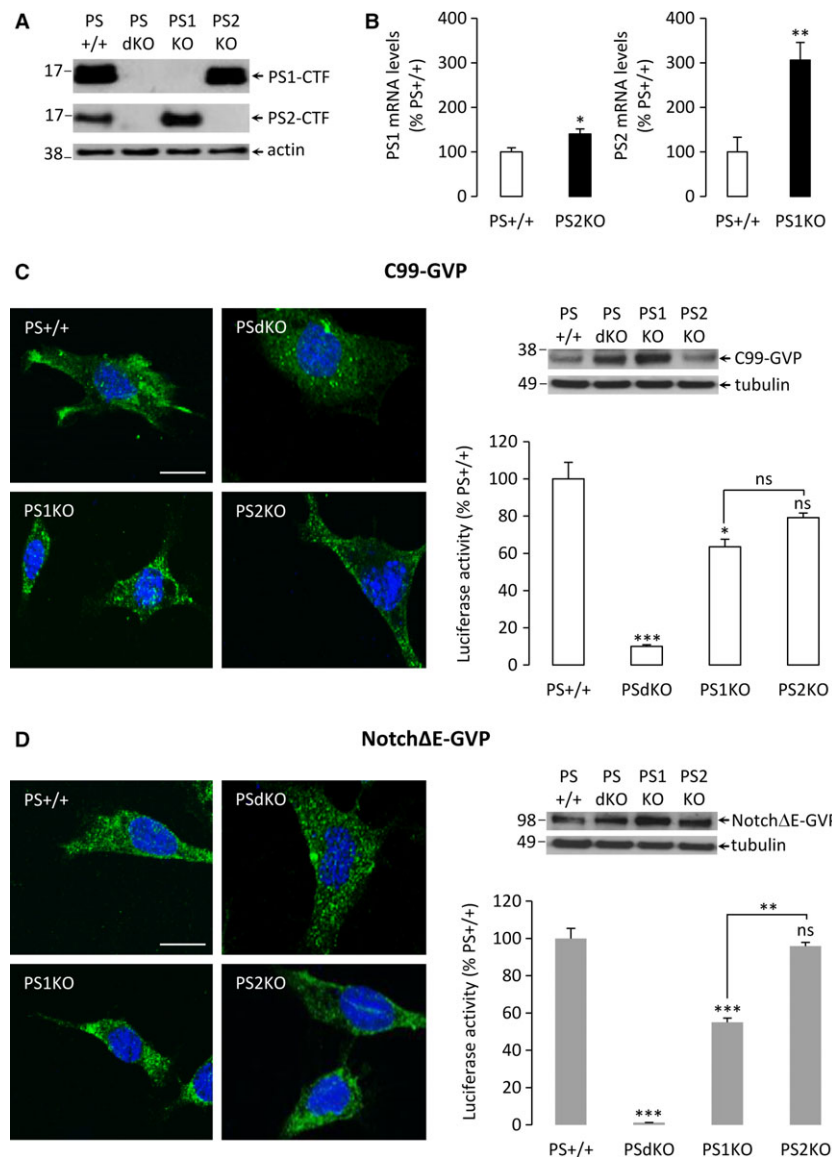 A
PS PS PS1 PS2
+/+ dKO KO KO
17
PS1-CTF
17
PS2-CTF
38
actin
B
PS1 mRNA levels
(% PS+/+)
400
300
200
100
0
*
PS+/+ PS2KO
PS2 mRNA levels
(% PS+/+)
400
300
200
100
0
**
PS+/+ PS1KO
C
C99-GVP
PS+/+ PSdKO
PS1KO PS2KO
PS PS PS1 PS2
+/+ dKO KO KO
38
C99-GVP
49
tubulin
Luciferase activity (% PS+/+)
120
100
80
60
40
20
0
ns
*** * ns
PS+/+ PSdKO PS1KO PS2KO
D
NotchΔE-GVP
PS+/+ PSdKO
PS1KO PS2KO
PS PS PS1 PS2
+/+ dKO KO KO
98
NotchΔE-GVP
49
tubulin
Luciferase activity (% PS+/+)
120
100
80
60
40
20
0
**
*** *** ns
PS+/+ PSdKO PS1KO PS2KO